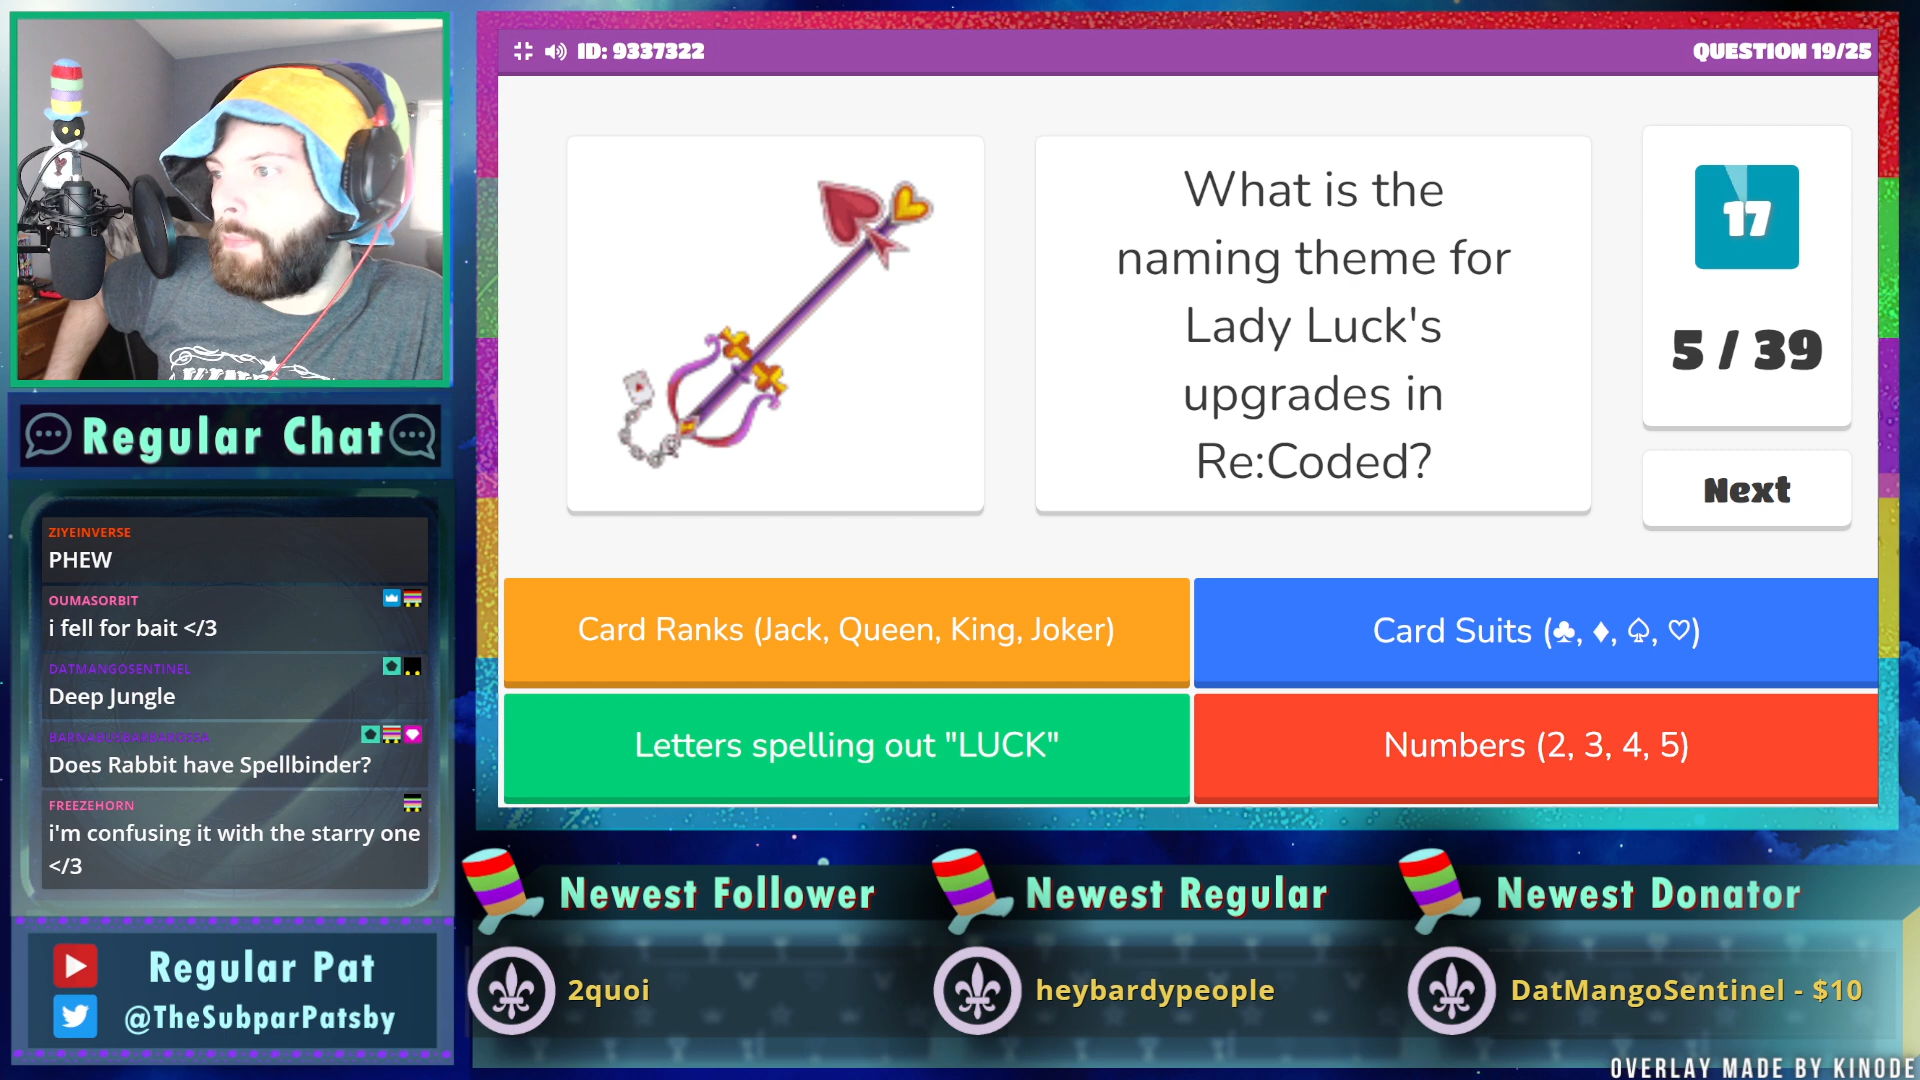 ID: 9337322
QUESTION 19/25
What is the
naming theme for
Lady Luck's
upgrades in
Re:Coded?
17
5 / 39
Next
Card Ranks (Jack, Queen, King, Joker)
Card Suits (♣, ♦, ♤, ♡)
Letters spelling out "LUCK"
Numbers (2, 3, 4, 5)
Regular Chat
ZIYEINVERSE
PHEW
OUMASORBIT
i fell for bait </3
DATMANGOSENTINEL
Deep Jungle
Does Rabbit have Spellbinder?
FREEZEHORN
i'm confusing it with the starry one
</3
Regular Pat
@TheSubparPatsby
Newest Follower
2quoi
Newest Regular
heybardypeople
Newest Donator
DatMangoSentinel - $10
OVERLAY MADE BY KINODE